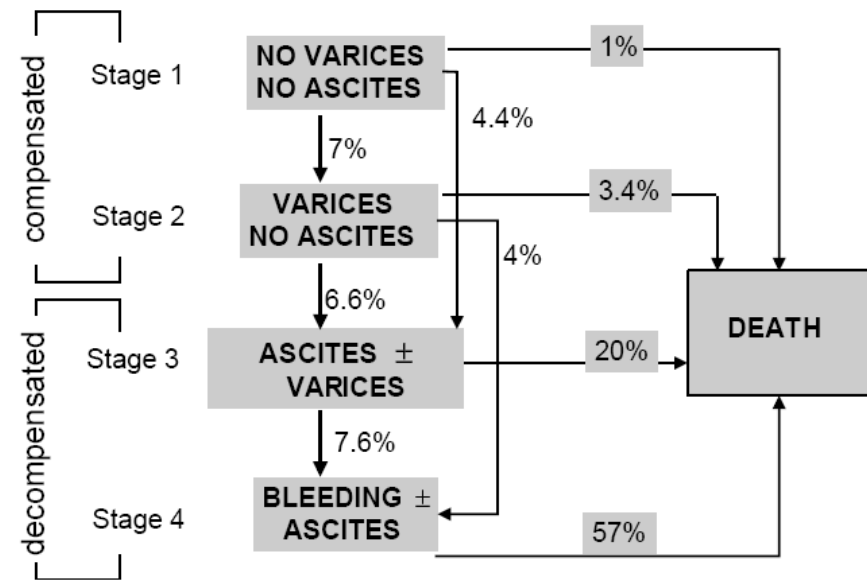 compensated
Stage 1
NO VARICES
NO ASCITES
1%
4.4%
7%
Stage 2
VARICES
NO ASCITES
3.4%
4%
6.6%
decompensated
Stage 3
ASCITES ±
VARICES
20%
DEATH
7.6%
Stage 4
BLEEDING ±
ASCITES
57%